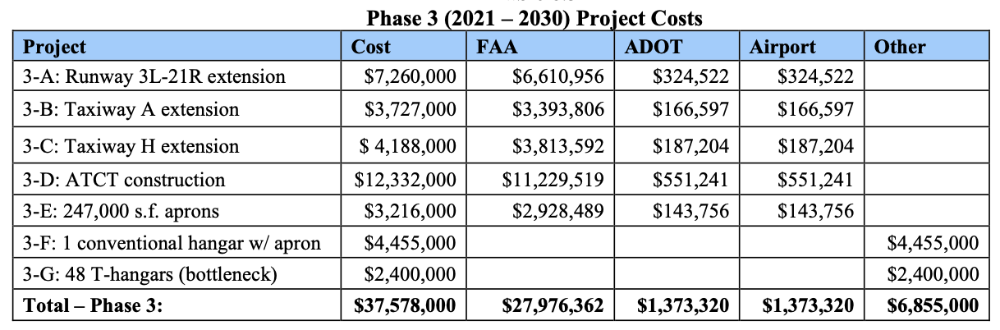 Phase 3 (2021 – 2030) Project Costs
Project Cost FAA ADOT Airport Other
3-A: Runway 3L-21R extension $7,260,000 $6,610,956 $324,522 $324,522
3-B: Taxiway A extension $3,727,000 $3,393,806 $166,597 $166,597
3-C: Taxiway H extension $ 4,188,000 $3,813,592 $187,204 $187,204
3-D: ATCT construction $12,332,000 $11,229,519 $551,241 $551,241
3-E: 247,000 s.f. aprons $3,216,000 $2,928,489 $143,756 $143,756
3-F: 1 conventional hangar w/ apron $4,455,000 $4,455,000
3-G: 48 T-hangars (bottleneck) $2,400,000 $2,400,000
Total – Phase 3: $37,578,000 $27,976,362 $1,373,320 $1,373,320 $6,855,000